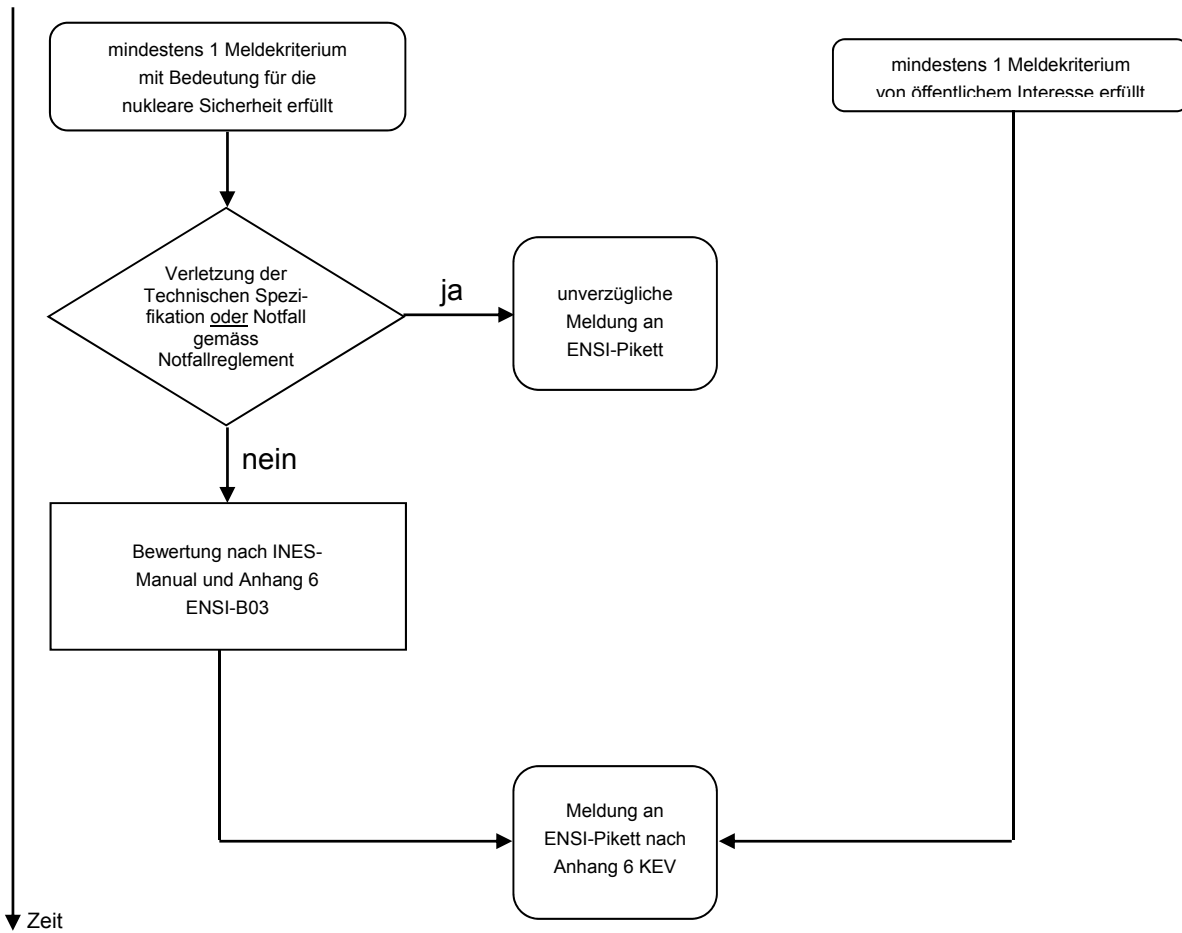 mindestens 1 Meldekriterium
mit Bedeutung für die
nukleare Sicherheit erfüllt
mindestens 1 Meldekriterium
von öffentlichem Interesse erfüllt
Verletzung der
Technischen Spezi-
fikation oder Notfall
gemäss
Notfallreglement
ja
unverzügliche
Meldung an
ENSI-Pikett
nein
Bewertung nach INES-
Manual und Anhang 6
ENSI-B03
Meldung an
ENSI-Pikett nach
Anhang 6 KEV
Zeit